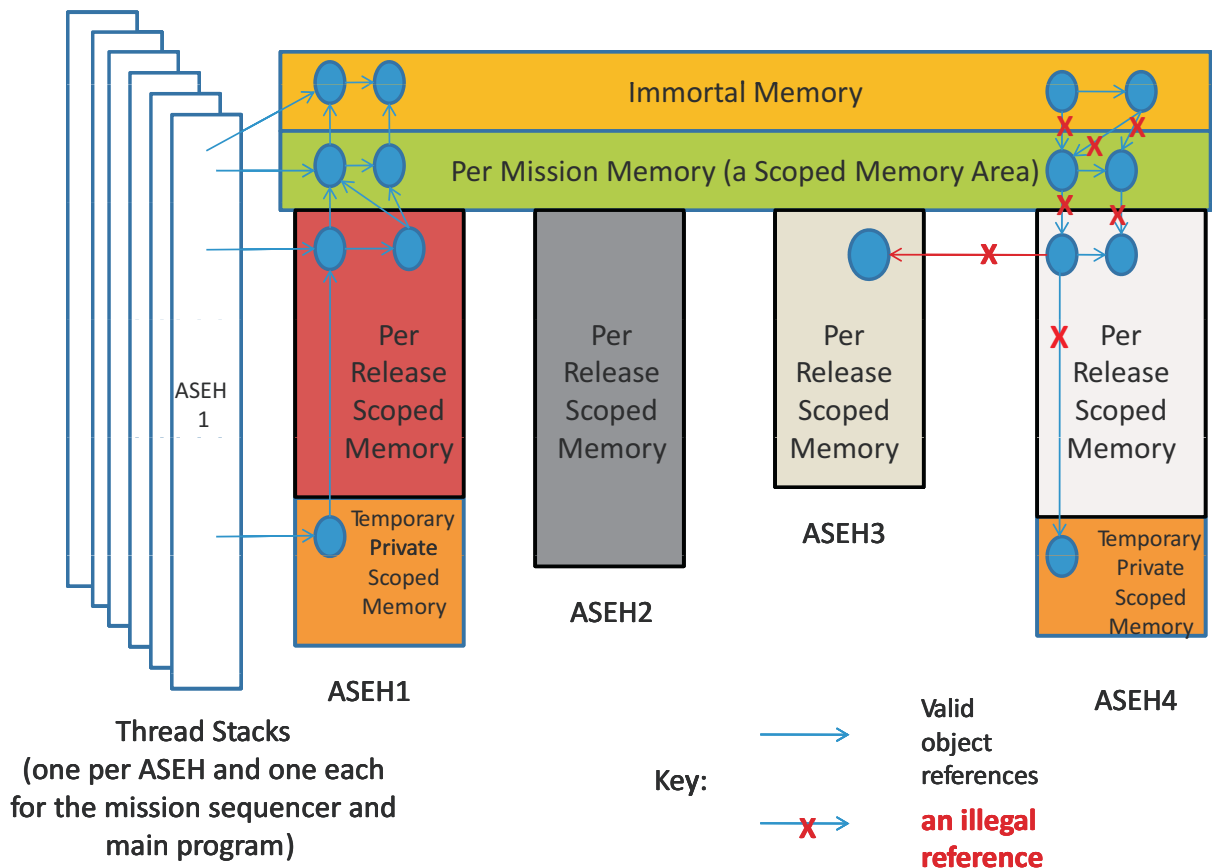 Immortal Memory
Per Mission Memory (a Scoped Memory Area)
ASEH
1
Per
Release
Scoped
Memory
Temporary
Private
Scoped
Memory
ASEH1
Per
Release
Scoped
Memory
ASEH2
Per
Release
Scoped
Memory
ASEH3
Per
Release
Scoped
Memory
Temporary
Private
Scoped
Memory
ASEH4
X
X
X
X
X
X
X
Thread Stacks
(one per ASEH and one each
for the mission sequencer and
main program)
Key:
Valid
object
references
X
an illegal
reference